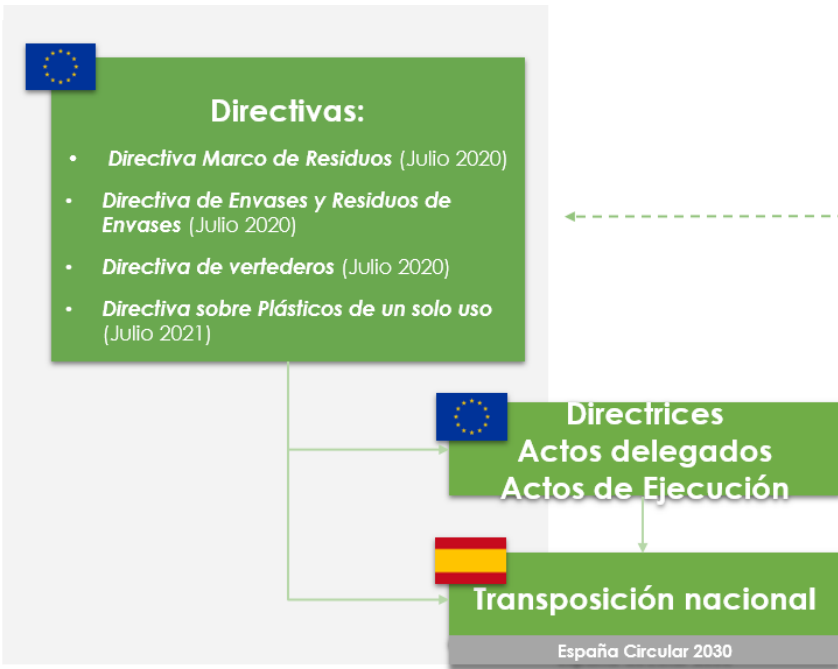 Directivas:
• Directiva Marco de Residuos (Julio 2020)
• Directiva de Envases y Residuos de
Envases (Julio 2020)
• Directiva de vertederos (Julio 2020)
• Directiva sobre Plásticos de un solo uso
(Julio 2021)
Directrices
Actos delegados
Actos de Ejecución
Transposición nacional
España Circular 2030